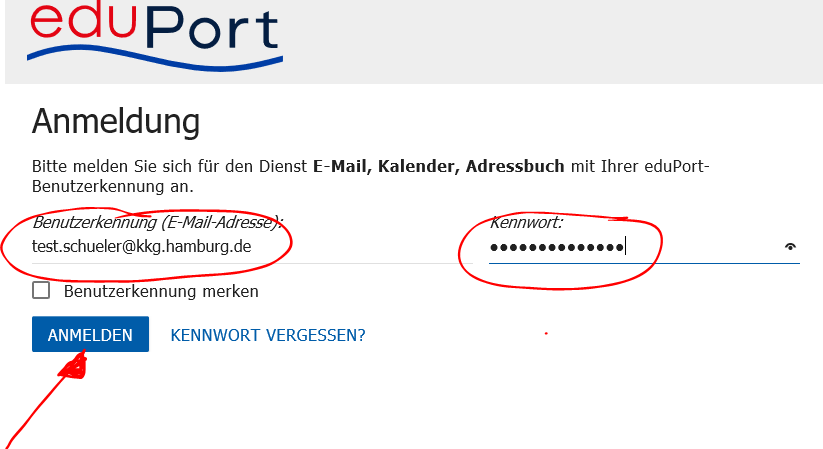 eduPort
Anmeldung
Bitte melden Sie sich für den Dienst E-Mail, Kalender, Adressbuch mit Ihrer eduPort-
Benutzerkennung an.
Benutzerkennung (E-Mail-Adresse):
test.schueler@kkg.hamburg.de
Kennwort:
●●●●●●●●●●●●●●
Benutzerkennung merken
ANMELDEN
KENNWORT VERGESSEN?